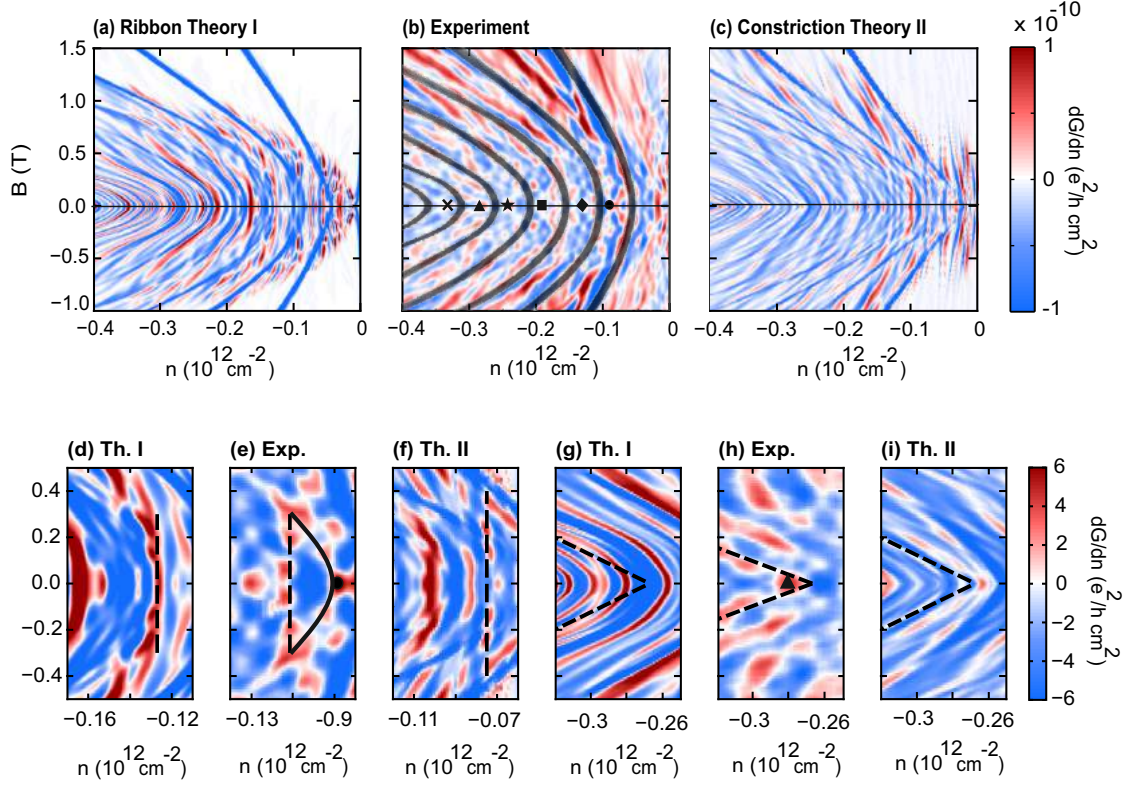 (a) Ribbon Theory I (b) Experiment (c) Constriction Theory II x 10^-10
1.5 1
1.0
0.5
B (T) 0.0 0 dG/dn (e^2/h cm^2)
−0.5
−1.0 -1
−0.4 −0.3 −0.2 −0.1 0 −0.4 −0.3 −0.2 −0.1 0 −0.4 −0.3 −0.2 −0.1 0
n (10^12 cm^-2) n (10^12 cm^-2) n (10^12 cm^-2)
(d) Th. I (e) Exp. (f) Th. II (g) Th. I (h) Exp. (i) Th. II
0.4 6
0.2 4
2
0.0 0 dG/dn (e^2/h cm^2)
−0.2 −2
−4
−0.4 −6
−0.16 −0.12 −0.13 -0.9 −0.11 −0.07 −0.3 −0.26 −0.3 −0.26 −0.3 −0.26
n (10^12 cm^-2) n (10^12 cm^-2) n (10^12 cm^-2) n (10^12 cm^-2) n (10^12 cm^-2) n (10^12 cm^-2)